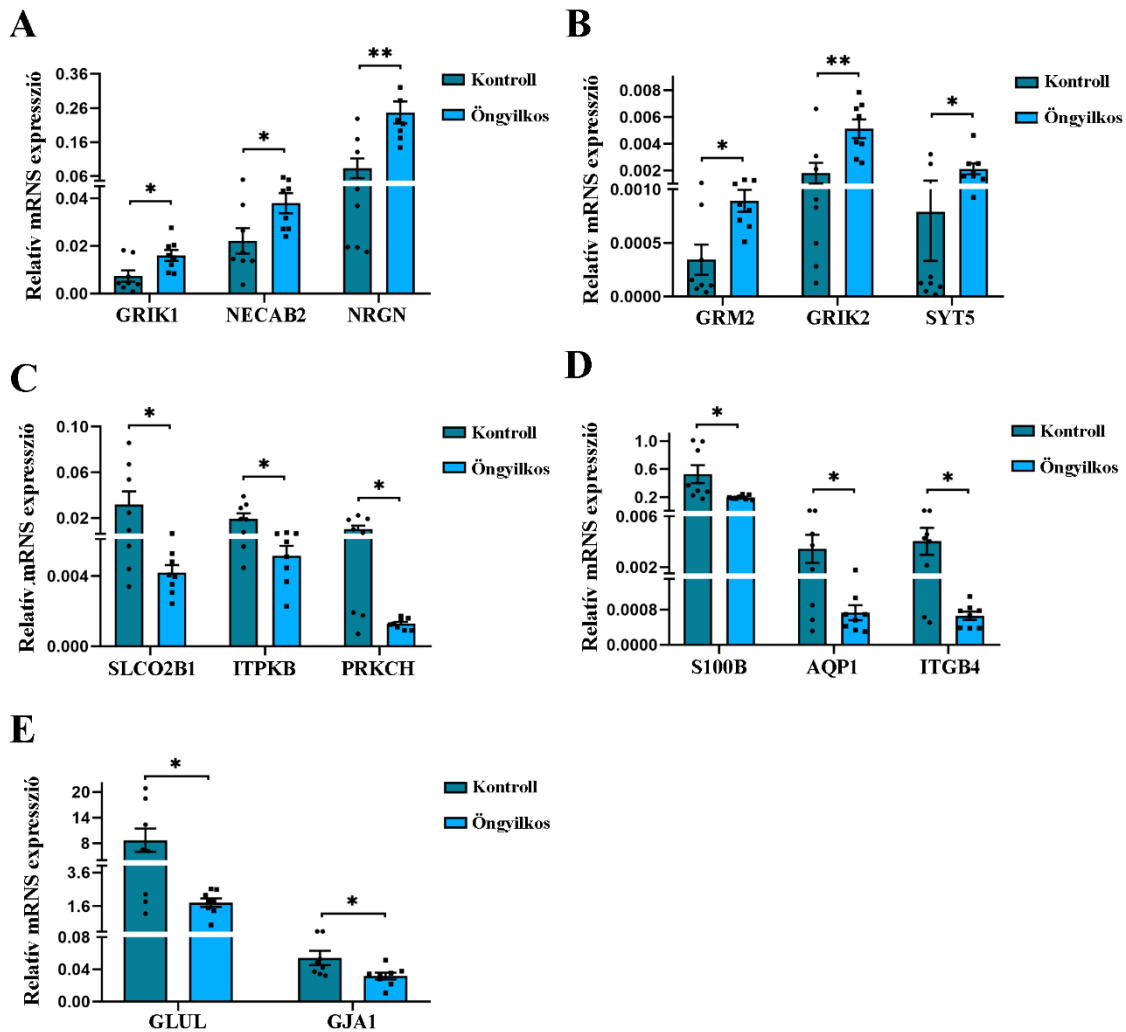 A
Relatív mRNS expresszió
0.36
0.26
0.16
0.06
0.04
0.02
0.00
*
*
**
GRIK1 NECAB2 NRGN
Kontroll
Öngyilkos
B
Relatív mRNS expresszió
0.008
0.006
0.004
0.002
0.0010
0.0005
0.0000
*
**
*
GRM2 GRIK2 SYT5
Kontroll
Öngyilkos
C
Relatív.mRNS expresszió
0.10
0.06
0.02
0.004
0.000
*
*
*
SLCO2B1 ITPKB PRKCH
Kontroll
Öngyilkos
D
Relatív mRNS expresszió
1.0
0.6
0.2
0.006
0.002
0.0008
0.0000
*
*
*
S100B AQP1 ITGB4
Kontroll
Öngyilkos
E
Relatív mRNS expresszió
20
14
8
3.6
1.6
0.08
0.04
0.00
*
*
GLUL GJA1
Kontroll
Öngyilkos